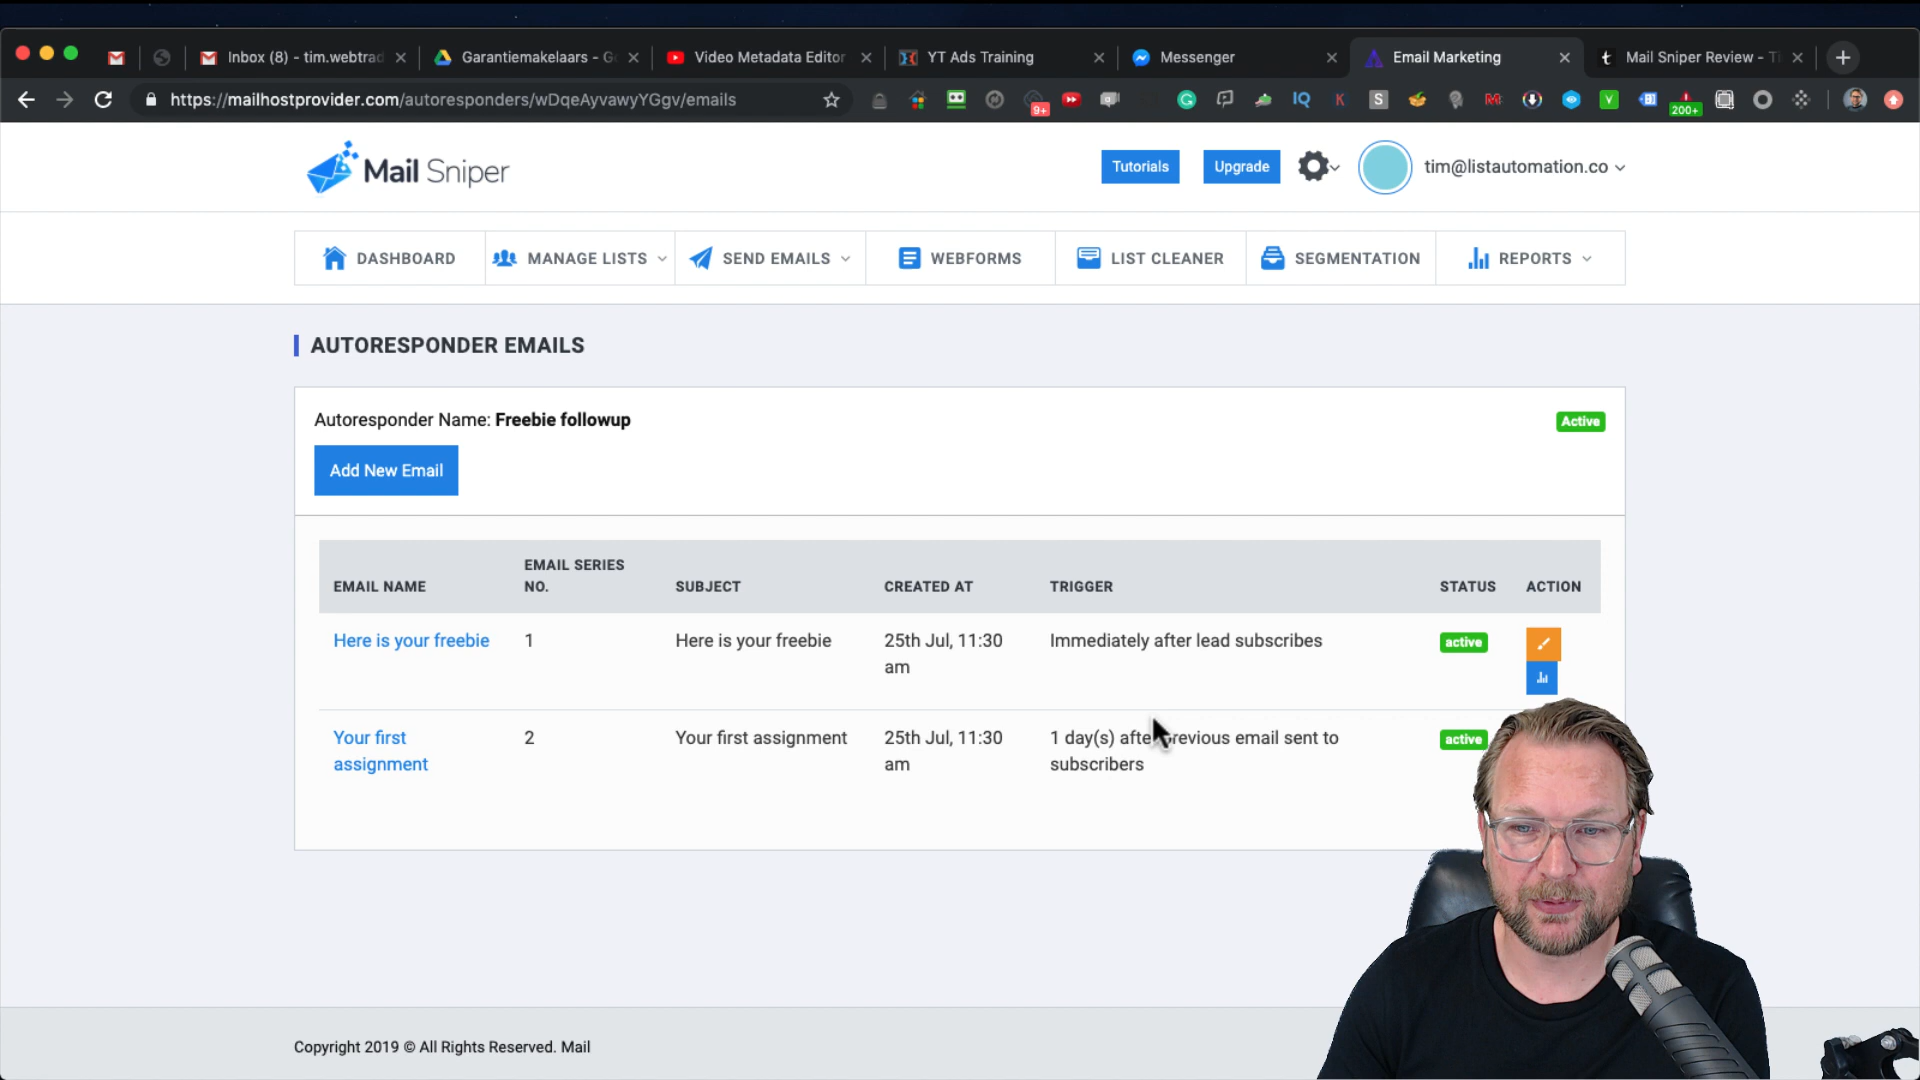 Inbox (8) - tim.webtrad
Garantiemakelaars - G
Video Metadata Editor
YT Ads Training
Messenger
Email Marketing
Mail Sniper Review - T
https://mailhostprovider.com/autoresponders/wDqeAyvawyYGgv/emails
9+
IQ
K
S
V
200+
Mail Sniper
Tutorials
Upgrade
tim@listautomation.co
DASHBOARD
MANAGE LISTS
SEND EMAILS
WEBFORMS
LIST CLEANER
SEGMENTATION
REPORTS
AUTORESPONDER EMAILS
Autoresponder Name: Freebie followup
Active
Add New Email
EMAIL NAME
EMAIL SERIES
NO.
SUBJECT
CREATED AT
TRIGGER
STATUS
ACTION
Here is your freebie
1
Here is your freebie
25th Jul, 11:30
am
Immediately after lead subscribes
active
Your first
assignment
2
Your first assignment
25th Jul, 11:30
am
1 day(s) after previous email sent to
subscribers
active
Copyright 2019 © All Rights Reserved. Mail